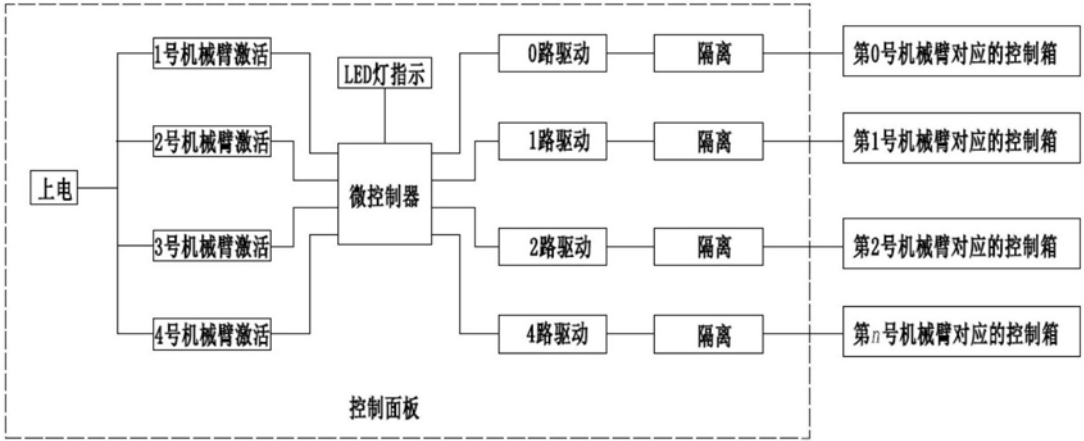 1号机械臂激活
0路驱动
隔离
第0号机械臂对应的控制箱
LED灯指示
2号机械臂激活
1路驱动
隔离
第1号机械臂对应的控制箱
上电
微控制器
3号机械臂激活
2路驱动
隔离
第2号机械臂对应的控制箱
4号机械臂激活
4路驱动
隔离
第n号机械臂对应的控制箱
控制面板